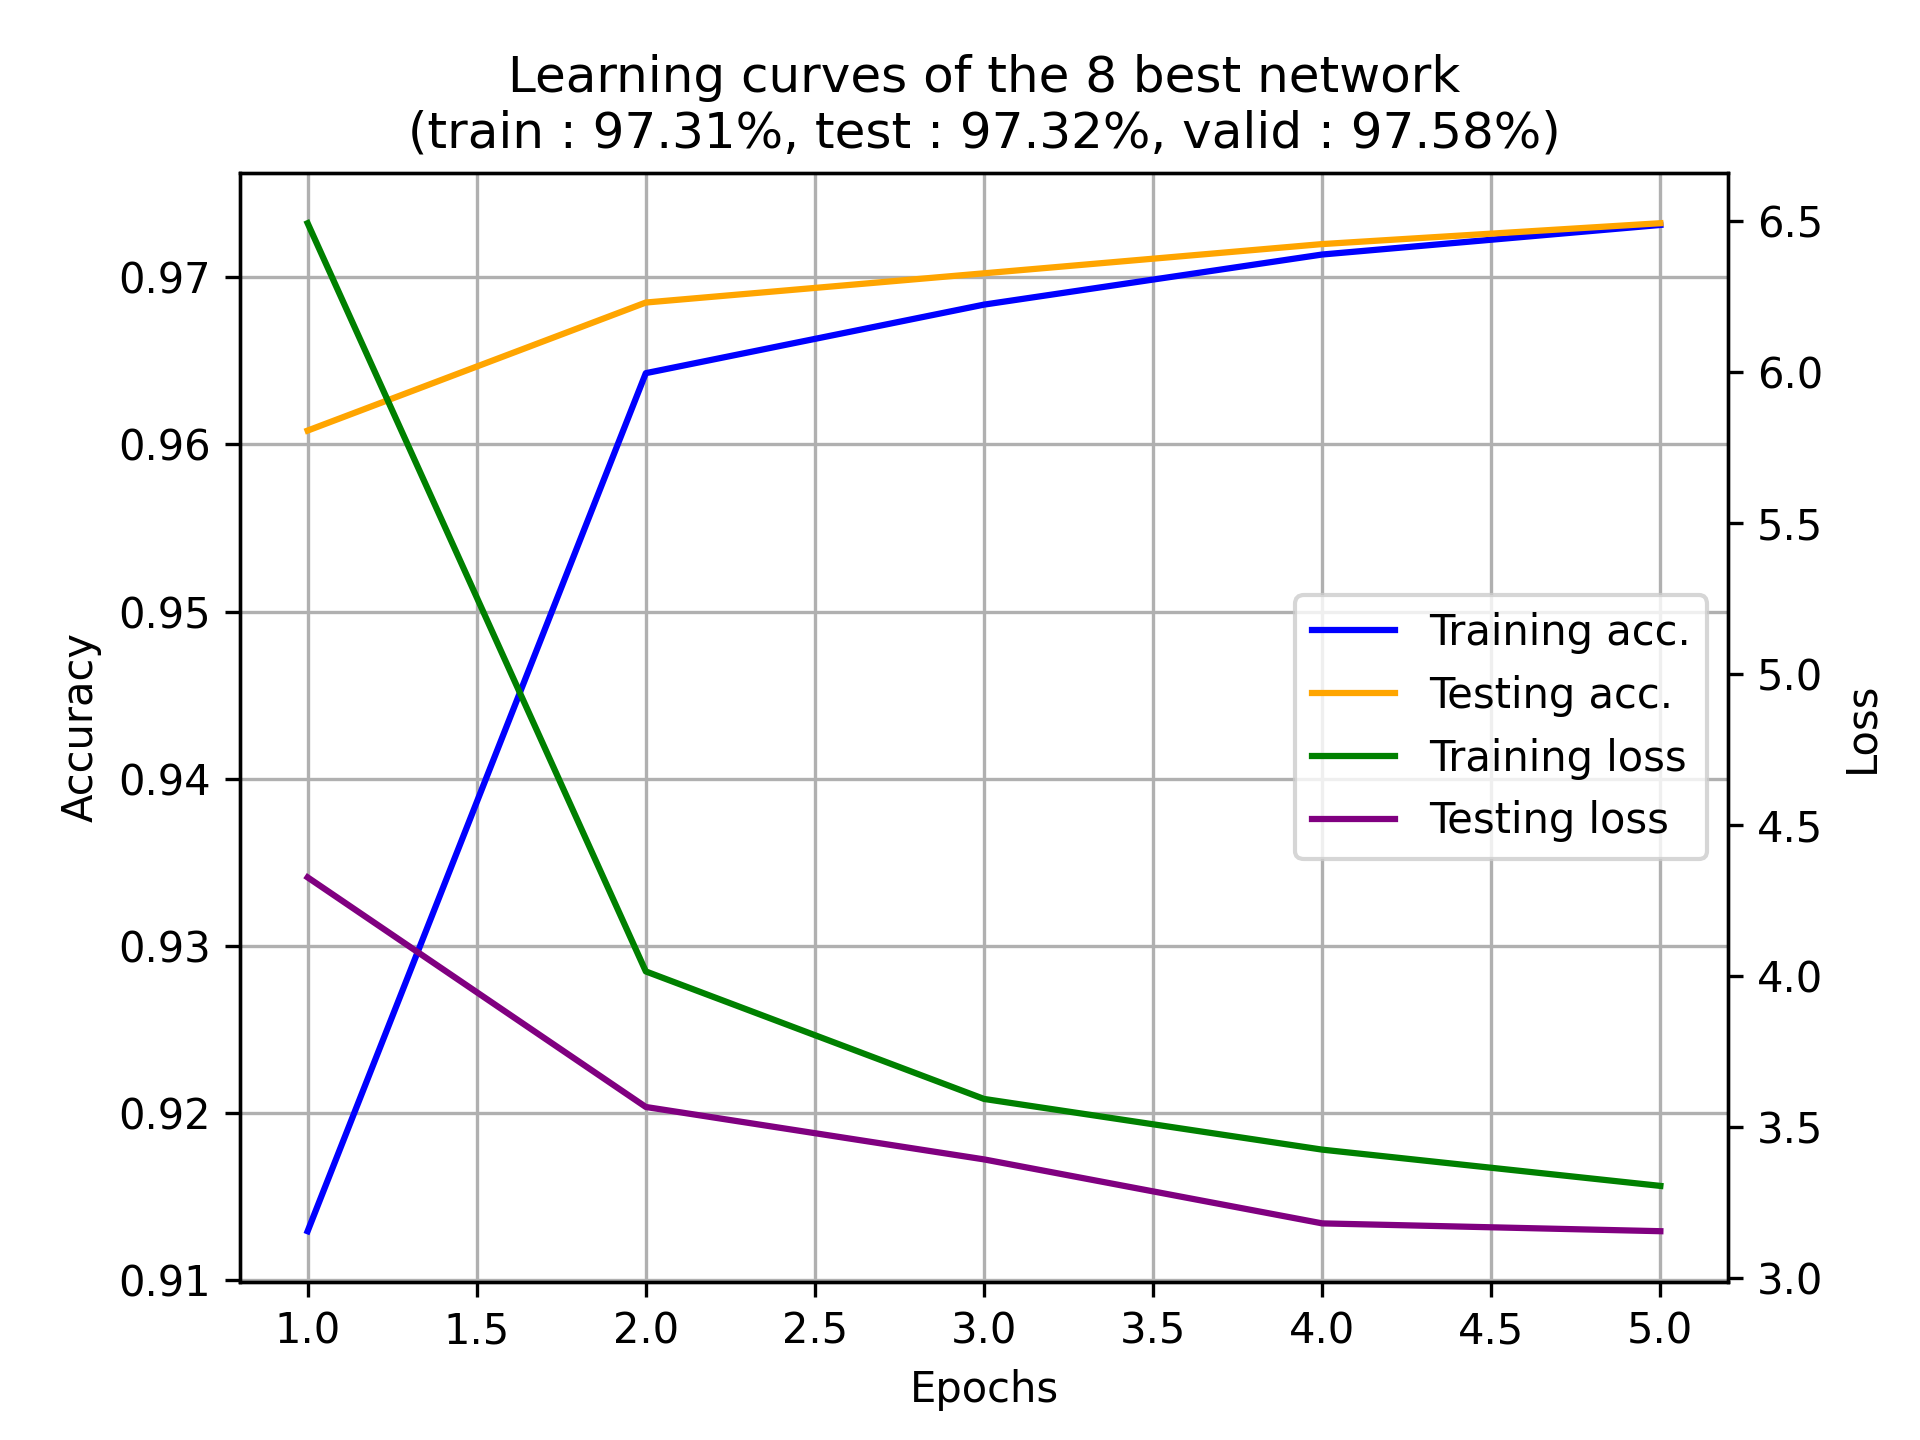 Learning curves of the 8 best network
(train : 97.31%, test : 97.32%, valid : 97.58%)
0.97
0.96
0.95
0.94
0.93
0.92
0.91
Accuracy
6.5
6.0
5.5
5.0
4.5
4.0
3.5
3.0
Loss
Training acc.
Testing acc.
Training loss
Testing loss
1.0 1.5 2.0 2.5 3.0 3.5 4.0 4.5 5.0
Epochs